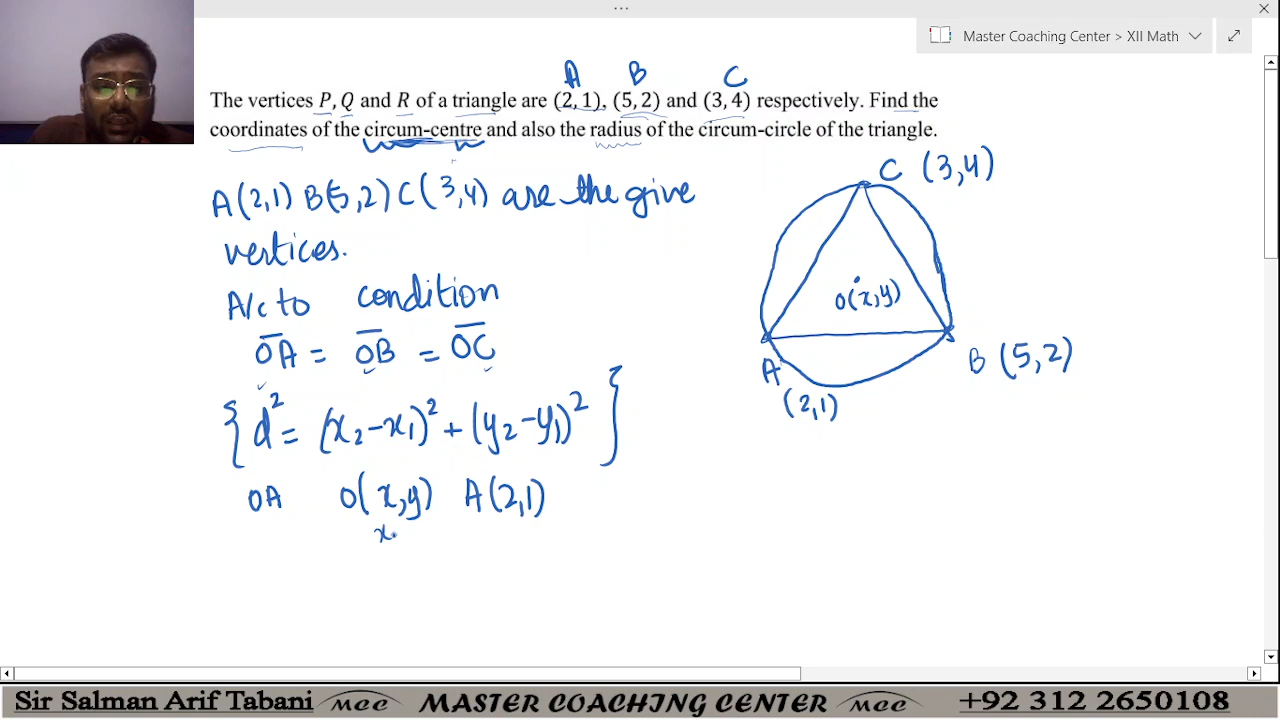 Master Coaching Center > XII Math
A B C
The vertices P, Q and R of a triangle are (2, 1), (5, 2) and (3, 4) respectively. Find the
coordinates of the circum-centre and also the radius of the circum-circle of the triangle.
A(2,1) B(5,2) C(3,4) are the give
vertices.
A/c to condition
OA = OB = OC
{d² = (x₂-x₁)² + (y₂-y₁)²}
OA O(x,y) A(2,1)
x
C (3,4)
O(x,y)
A
(2,1)
B (5,2)
Sir Salman Arif Tabani mcc MASTER COACHING CENTER mcc +92 312 2650108